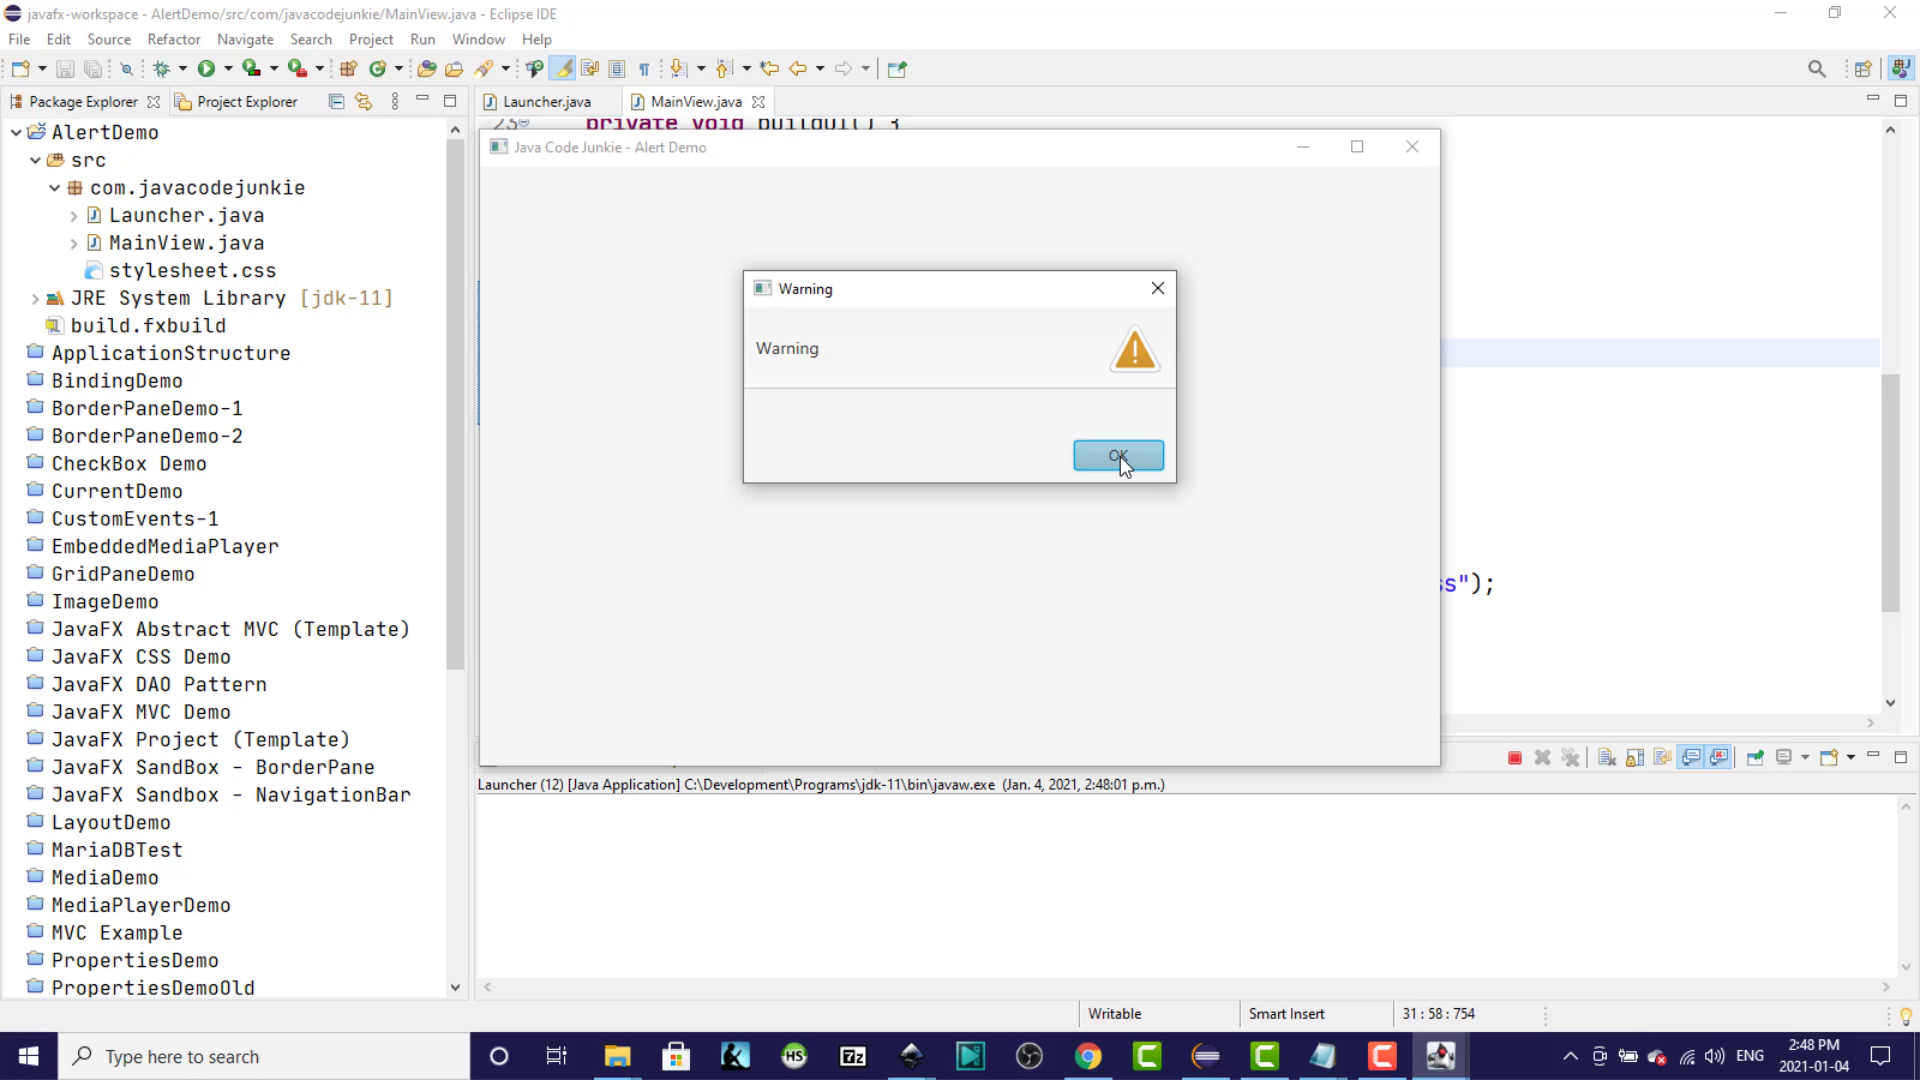 javafx-workspace - AlertDemo/src/com/javacodejunkie/MainView.java - Eclipse IDE
File Edit Source Refactor Navigate Search Project Run Window Help
Package Explorer Project Explorer
Launcher.java MainView.java
AlertDemo
src
com.javacodejunkie
Launcher.java
MainView.java
stylesheet.css
JRE System Library [jdk-11]
build.fxbuild
ApplicationStructure
BindingDemo
BorderPaneDemo-1
BorderPaneDemo-2
CheckBox Demo
CurrentDemo
CustomEvents-1
EmbeddedMediaPlayer
GridPaneDemo
ImageDemo
JavaFX Abstract MVC (Template)
JavaFX CSS Demo
JavaFX DAO Pattern
JavaFX MVC Demo
JavaFX Project (Template)
JavaFX SandBox - BorderPane
JavaFX Sandbox - NavigationBar
LayoutDemo
MariaDBTest
MediaDemo
MediaPlayerDemo
MVC Example
PropertiesDemo
PropertiesDemoOld
23 private void buildUI() {
Java Code Junkie - Alert Demo
Warning
Warning
OK
ss");
Launcher (12) [Java Application] C:\Development\Programs\jdk-11\bin\javaw.exe (Jan. 4, 2021, 2:48:01 p.m.)
Writable Smart Insert 31 : 58 : 754
Type here to search
HS
7z
ENG
2:48 PM
2021-01-04